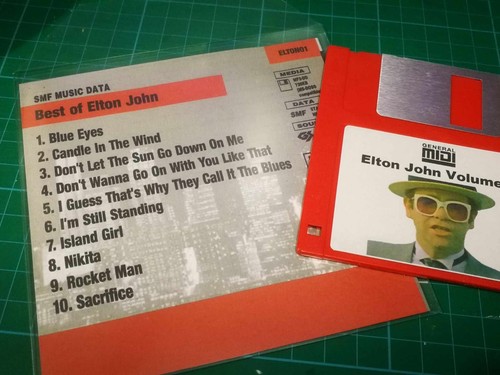 ELTOB01
SMF MUSIC DATA
Best of Elton John
MEDIA
DATA
SMF
1. Blue Eyes
2. Candle In The Wind
3. Don't Let The Sun Go Down On Me
4. Don't Wanna Go On With You Like That
5. I Guess That's Why They Call It The Blues
6. I'm Still Standing
7. Island Girl
8. Nikita
9. Rocket Man
10. Sacrifice
GENERAL
MIDI
Elton John Volume